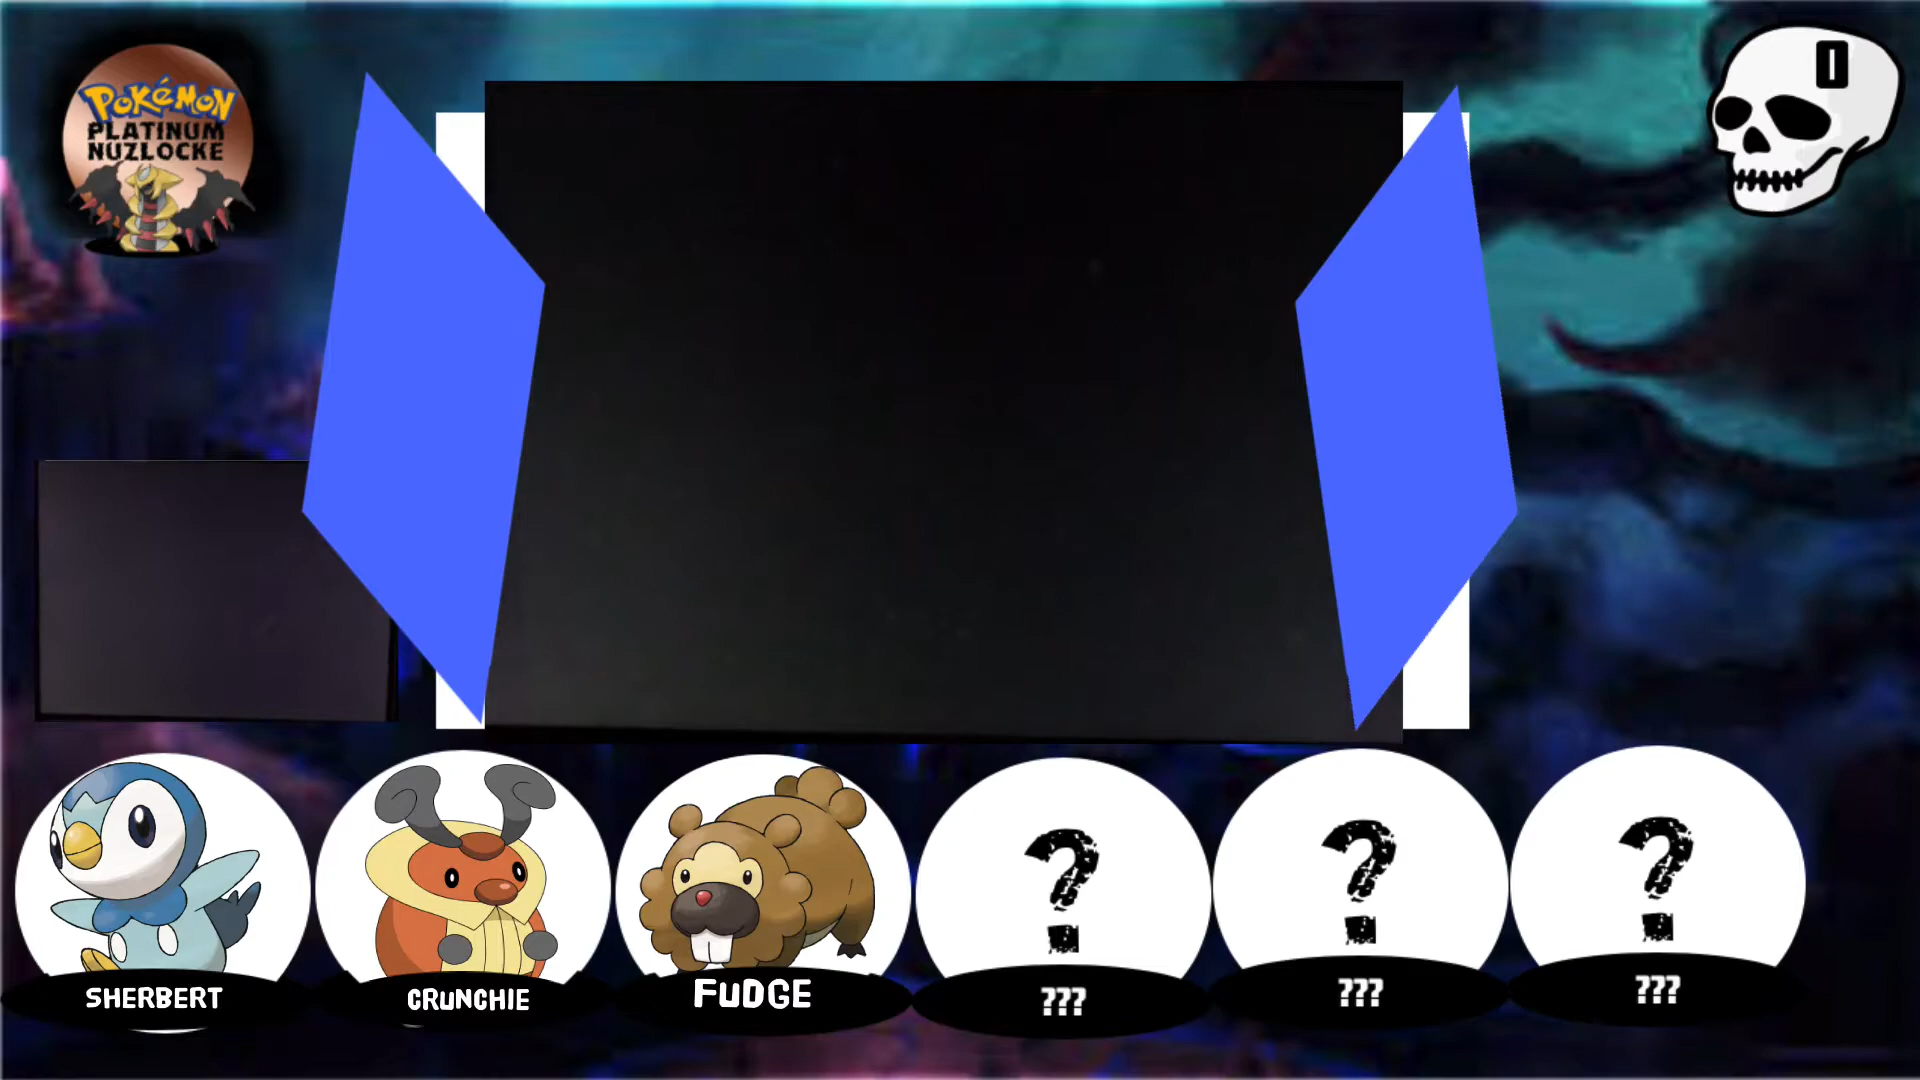 POKéMON
PLATINUM
NUZLOCKE
0
SHERBERT
CRUNCHIE
FUDGE
?
???
?
???
?
???